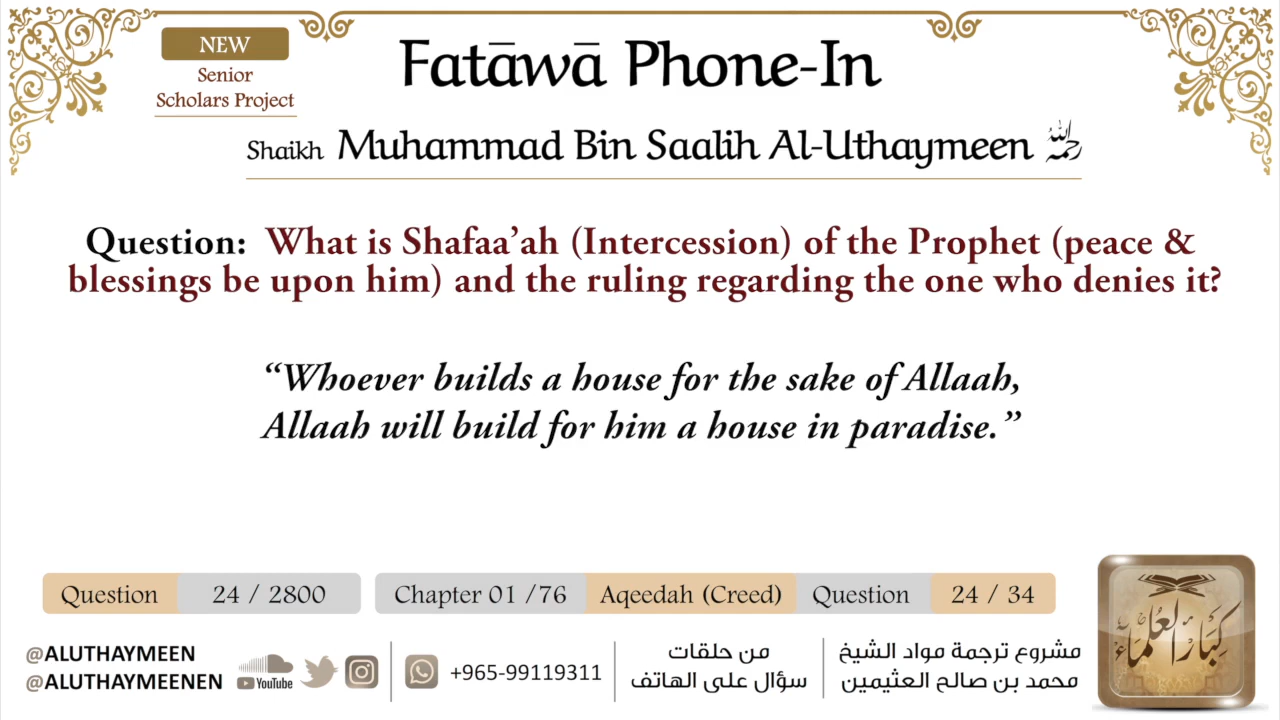 NEW
Senior
Scholars Project
Fatāwā Phone-In
Shaikh Muhammad Bin Saalih Al-Uthaymeen رحمه الله
Question: What is Shafaa’ah (Intercession) of the Prophet (peace &
blessings be upon him) and the ruling regarding the one who denies it?
“Whoever builds a house for the sake of Allaah,
Allaah will build for him a house in paradise.”
Question 24 / 2800 Chapter 01 /76 Aqeedah (Creed) Question 24 / 34
@ALUTHAYMEEN
@ALUTHAYMEENEN
YouTube
+965-99119311
من حلقات
سؤال على الهاتف
مشروع ترجمة مواد الشيخ
محمد بن صالح العثيمين
كبار العلماء